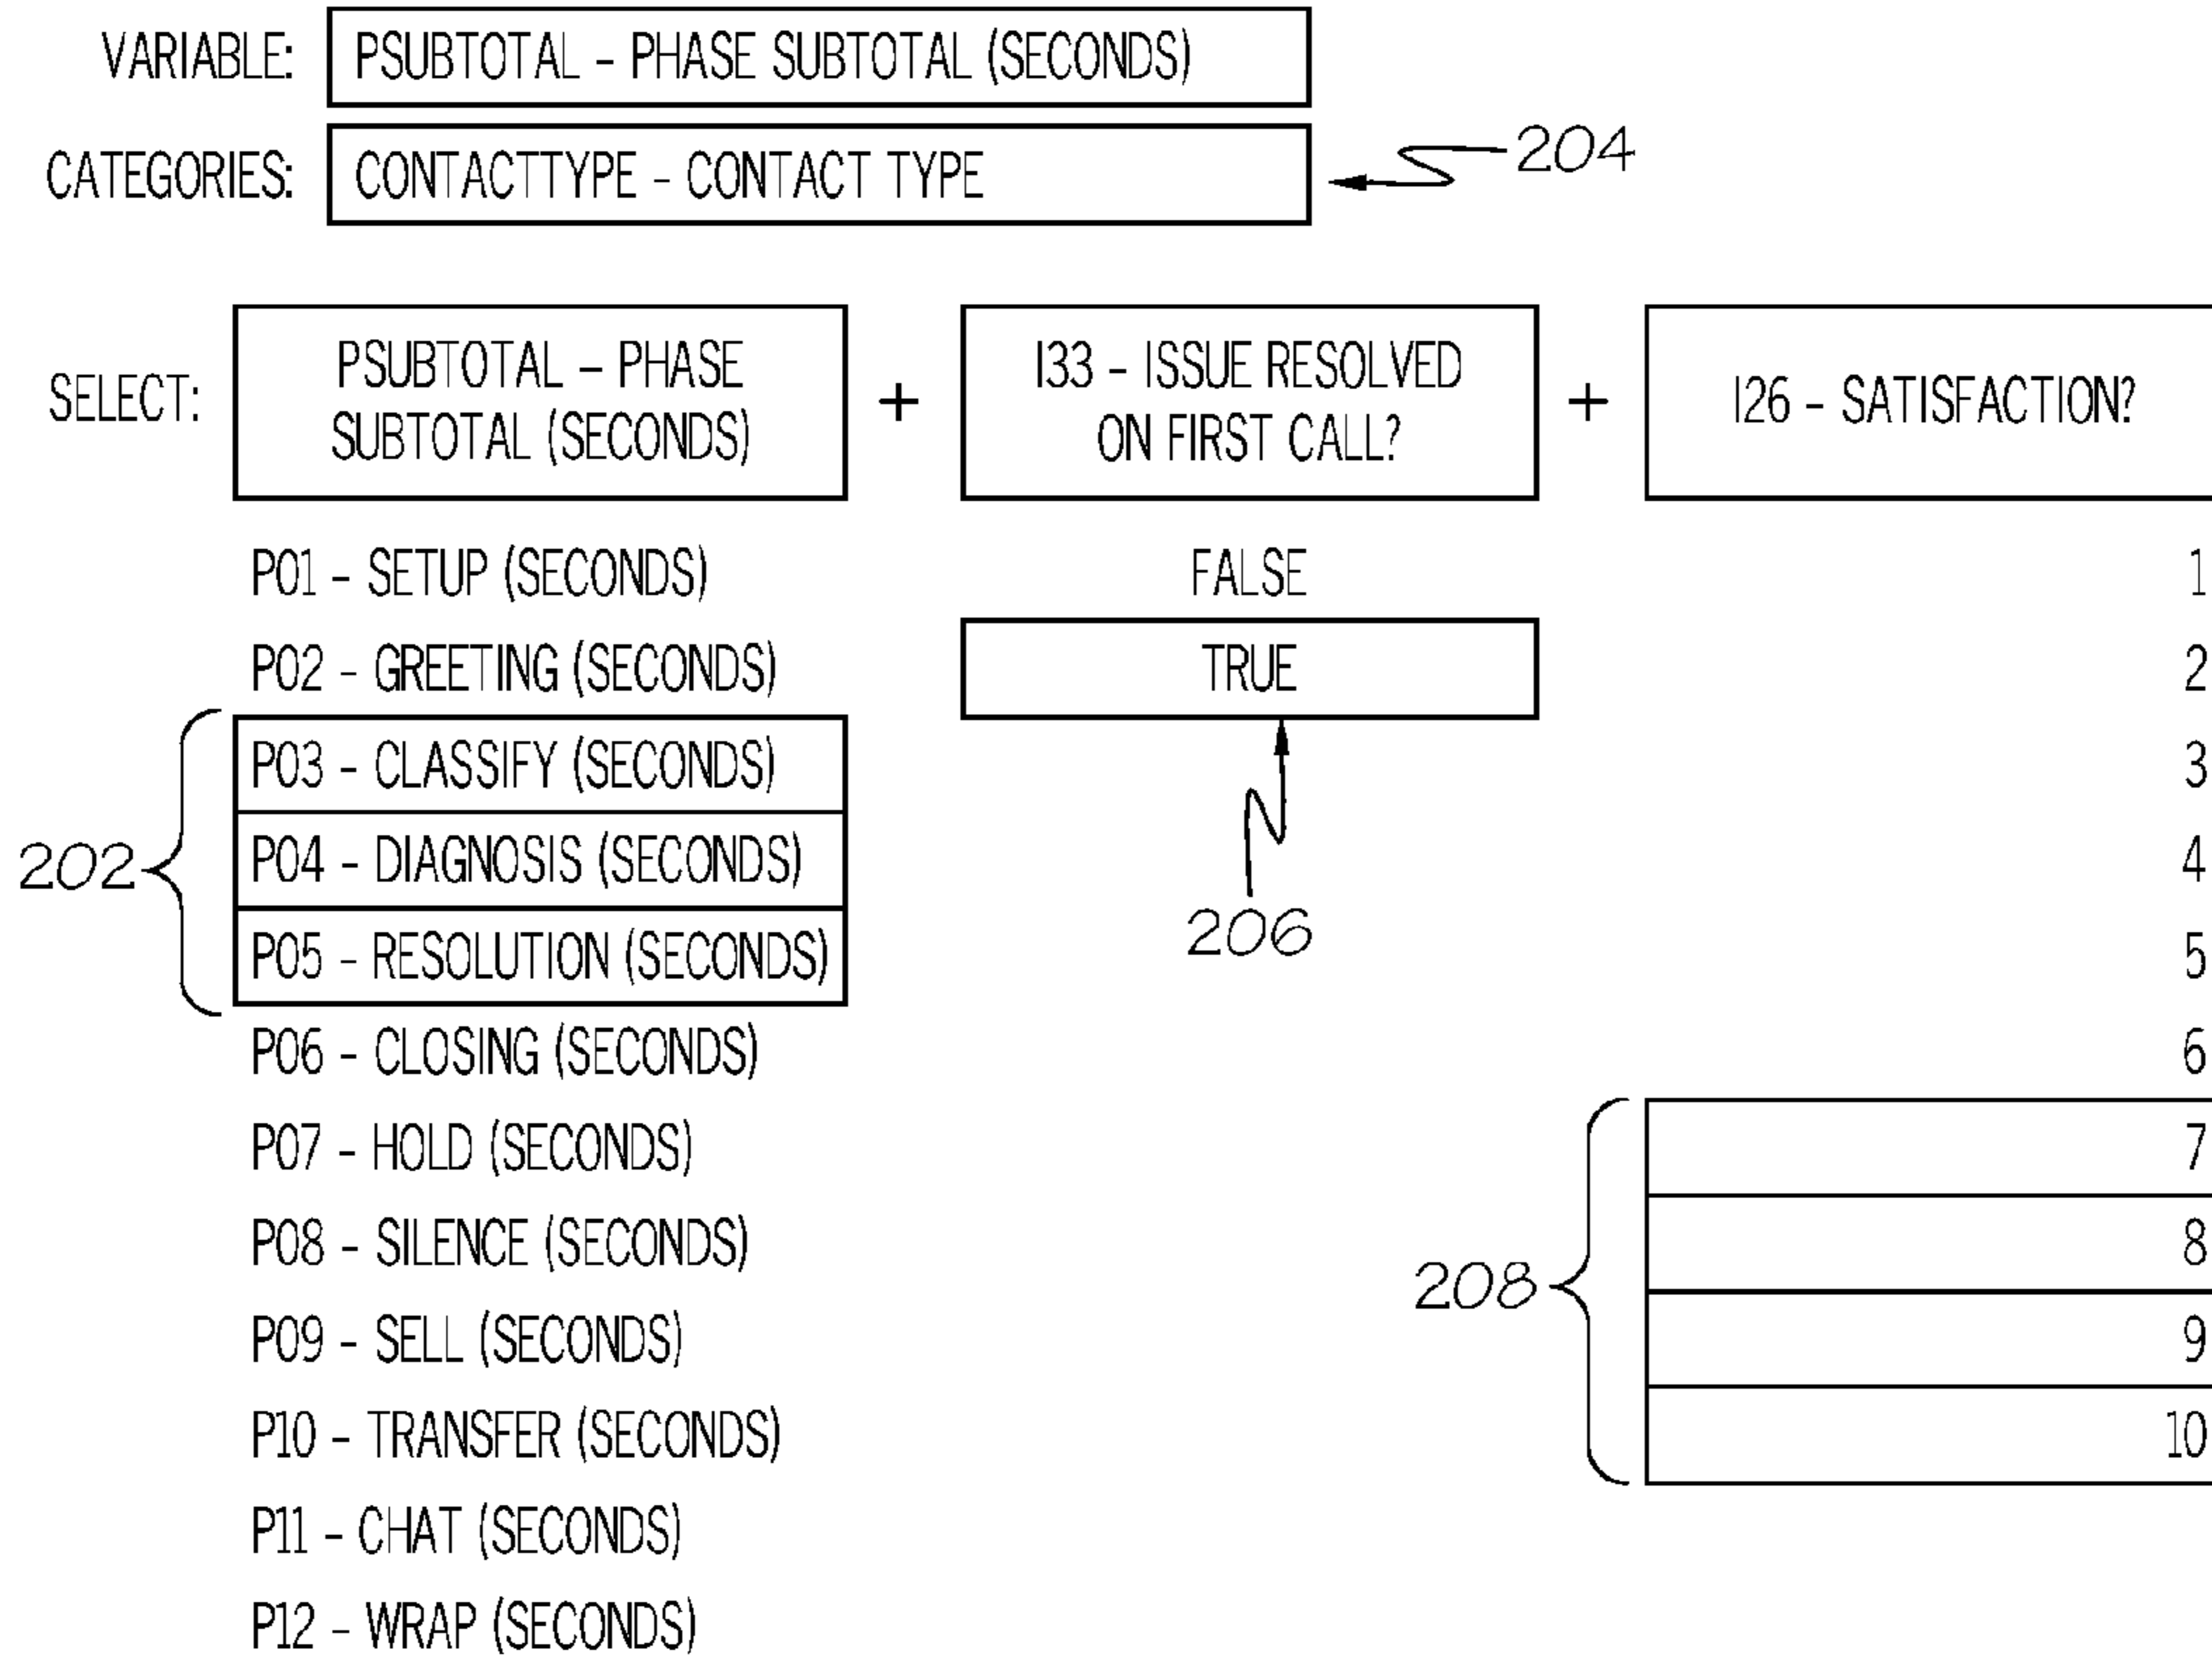 VARIABLE: PSUBTOTAL – PHASE SUBTOTAL (SECONDS)
CATEGORIES: CONTACTTYPE – CONTACT TYPE
204
SELECT:
PSUBTOTAL – PHASE
SUBTOTAL (SECONDS)
+
I33 – ISSUE RESOLVED
ON FIRST CALL?
+
I26 – SATISFACTION?
P01 – SETUP (SECONDS)
P02 – GREETING (SECONDS)
P03 – CLASSIFY (SECONDS)
P04 – DIAGNOSIS (SECONDS)
P05 – RESOLUTION (SECONDS)
P06 – CLOSING (SECONDS)
P07 – HOLD (SECONDS)
P08 – SILENCE (SECONDS)
P09 – SELL (SECONDS)
P10 – TRANSFER (SECONDS)
P11 – CHAT (SECONDS)
P12 – WRAP (SECONDS)
202
FALSE
TRUE
206
1
2
3
4
5
6
7
8
9
10
208